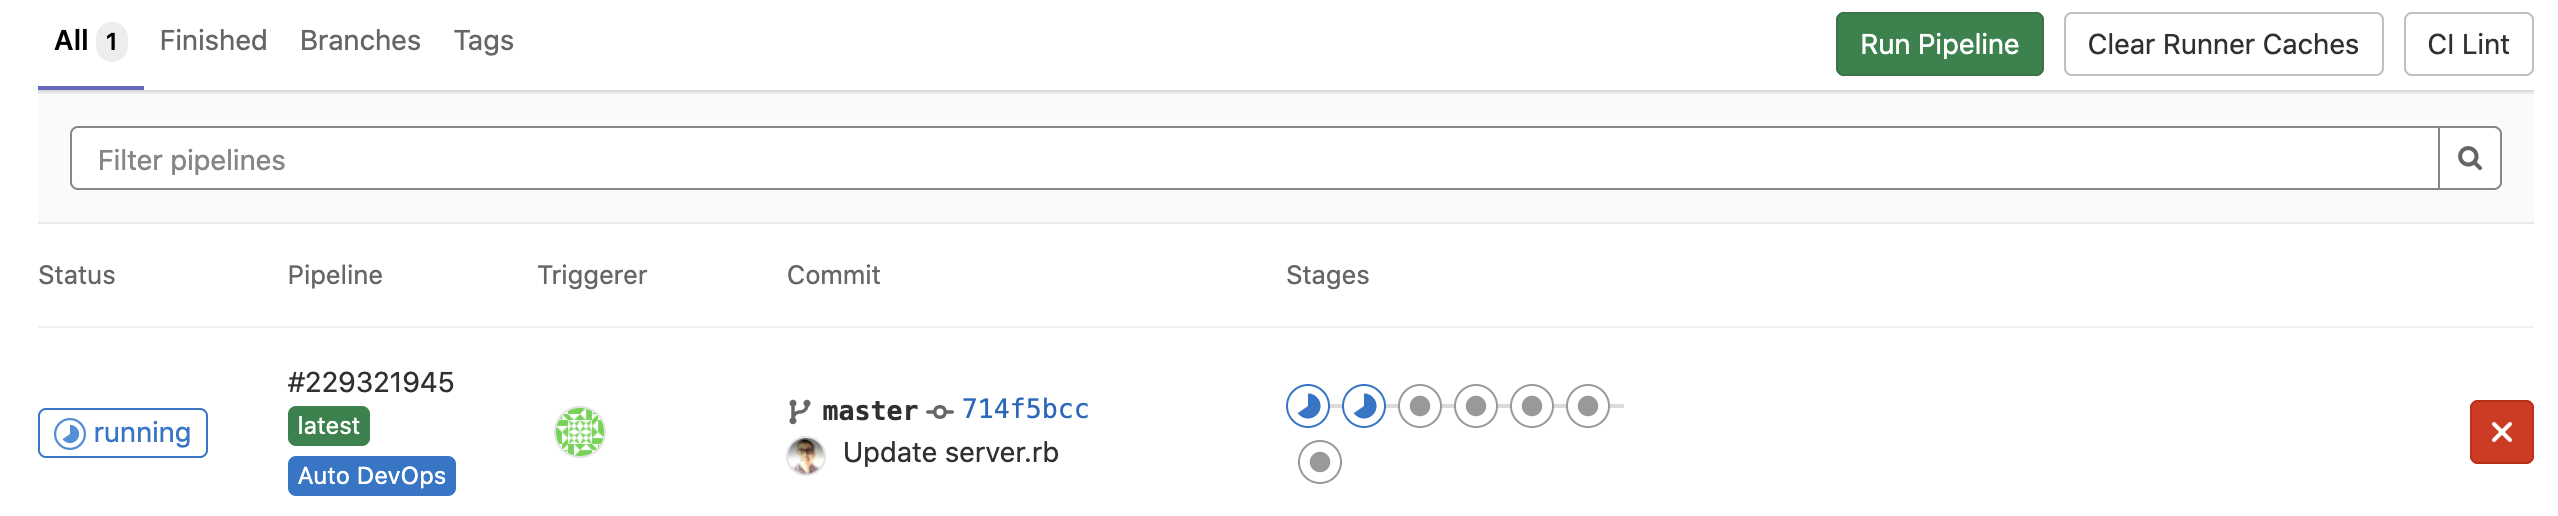 All 1 Finished Branches Tags Run Pipeline Clear Runner Caches CI Lint
Filter pipelines
Status Pipeline Triggerer Commit Stages
#229321945
latest
Auto DevOps
running
master 714f5bcc
Update server.rb